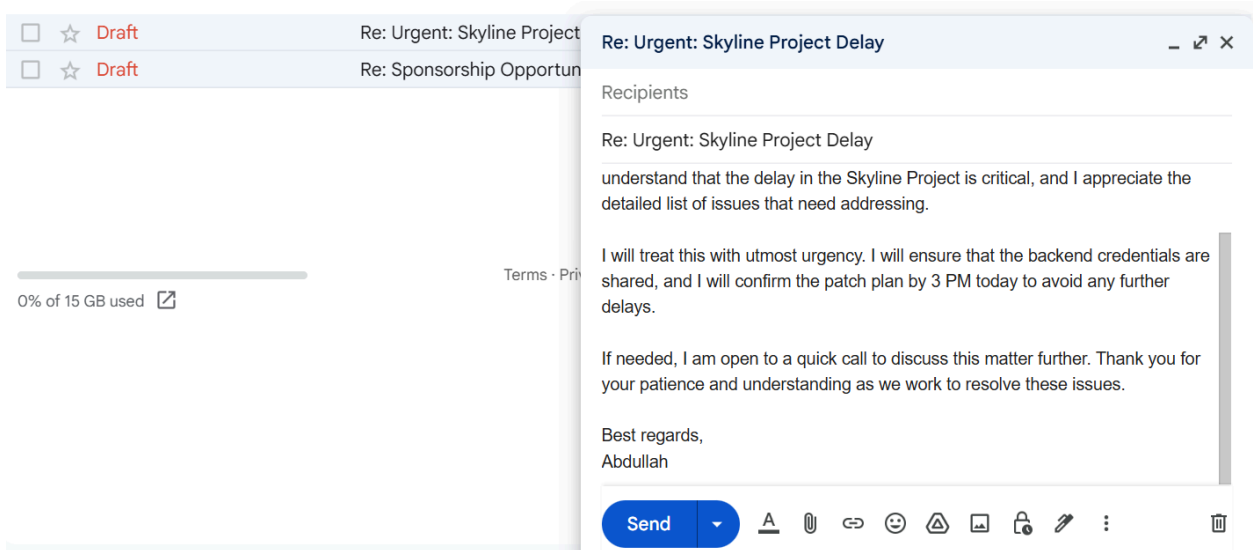 Draft Re: Urgent: Skyline Project
Draft Re: Sponsorship Opportun
Terms · Priv
0% of 15 GB used
Re: Urgent: Skyline Project Delay
Recipients
Re: Urgent: Skyline Project Delay
understand that the delay in the Skyline Project is critical, and I appreciate the
detailed list of issues that need addressing.
I will treat this with utmost urgency. I will ensure that the backend credentials are
shared, and I will confirm the patch plan by 3 PM today to avoid any further
delays.
If needed, I am open to a quick call to discuss this matter further. Thank you for
your patience and understanding as we work to resolve these issues.
Best regards,
Abdullah
Send